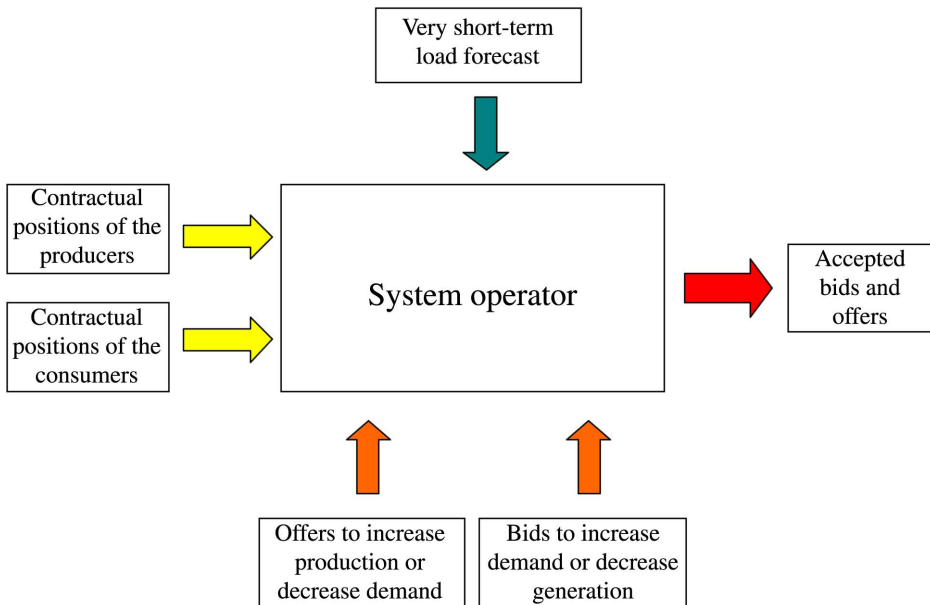 Very short-term
load forecast
Contractual
positions of the
producers
System operator
Accepted
bids and
offers
Contractual
positions of the
consumers
Offers to increase
production or
decrease demand
Bids to increase
demand or decrease
generation